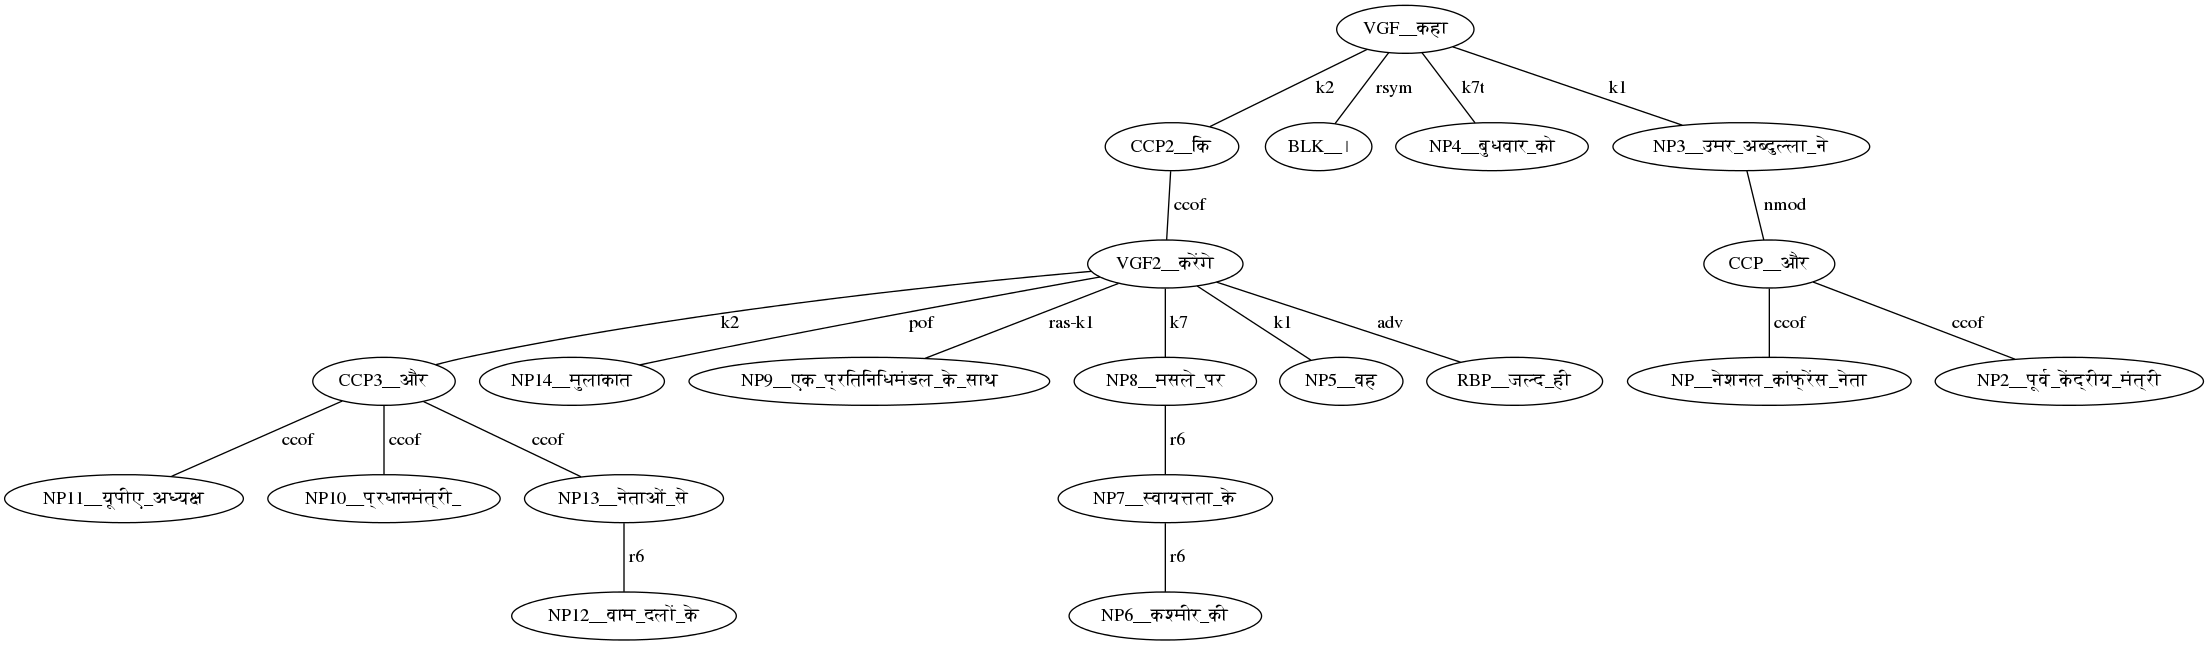 VGF__कहा
k2 rsym k7t k1
CCP2__कि BLK__। NP4__बुधवार_को NP3__उमर_अब्दुल्ला_ने
ccof nmod
VGF2__करेंगे CCP__और
k2 pof ras-k1 k7 k1 adv ccof ccof
CCP3__और NP14__मुलाकात NP9__एक_प्रतिनिधिमंडल_के_साथ NP8__मसले_पर NP5__वह RBP__जल्द_ही NP__नेशनल_कांफ्रेंस_नेता NP2__पूर्व_केंद्रीय_मंत्री
ccof ccof ccof r6
NP11__यूपीए_अध्यक्ष NP10__प्रधानमंत्री_ NP13__नेताओं_से NP7__स्वायत्तता_के
r6 r6
NP12__वाम_दलों_के NP6__कश्मीर_की